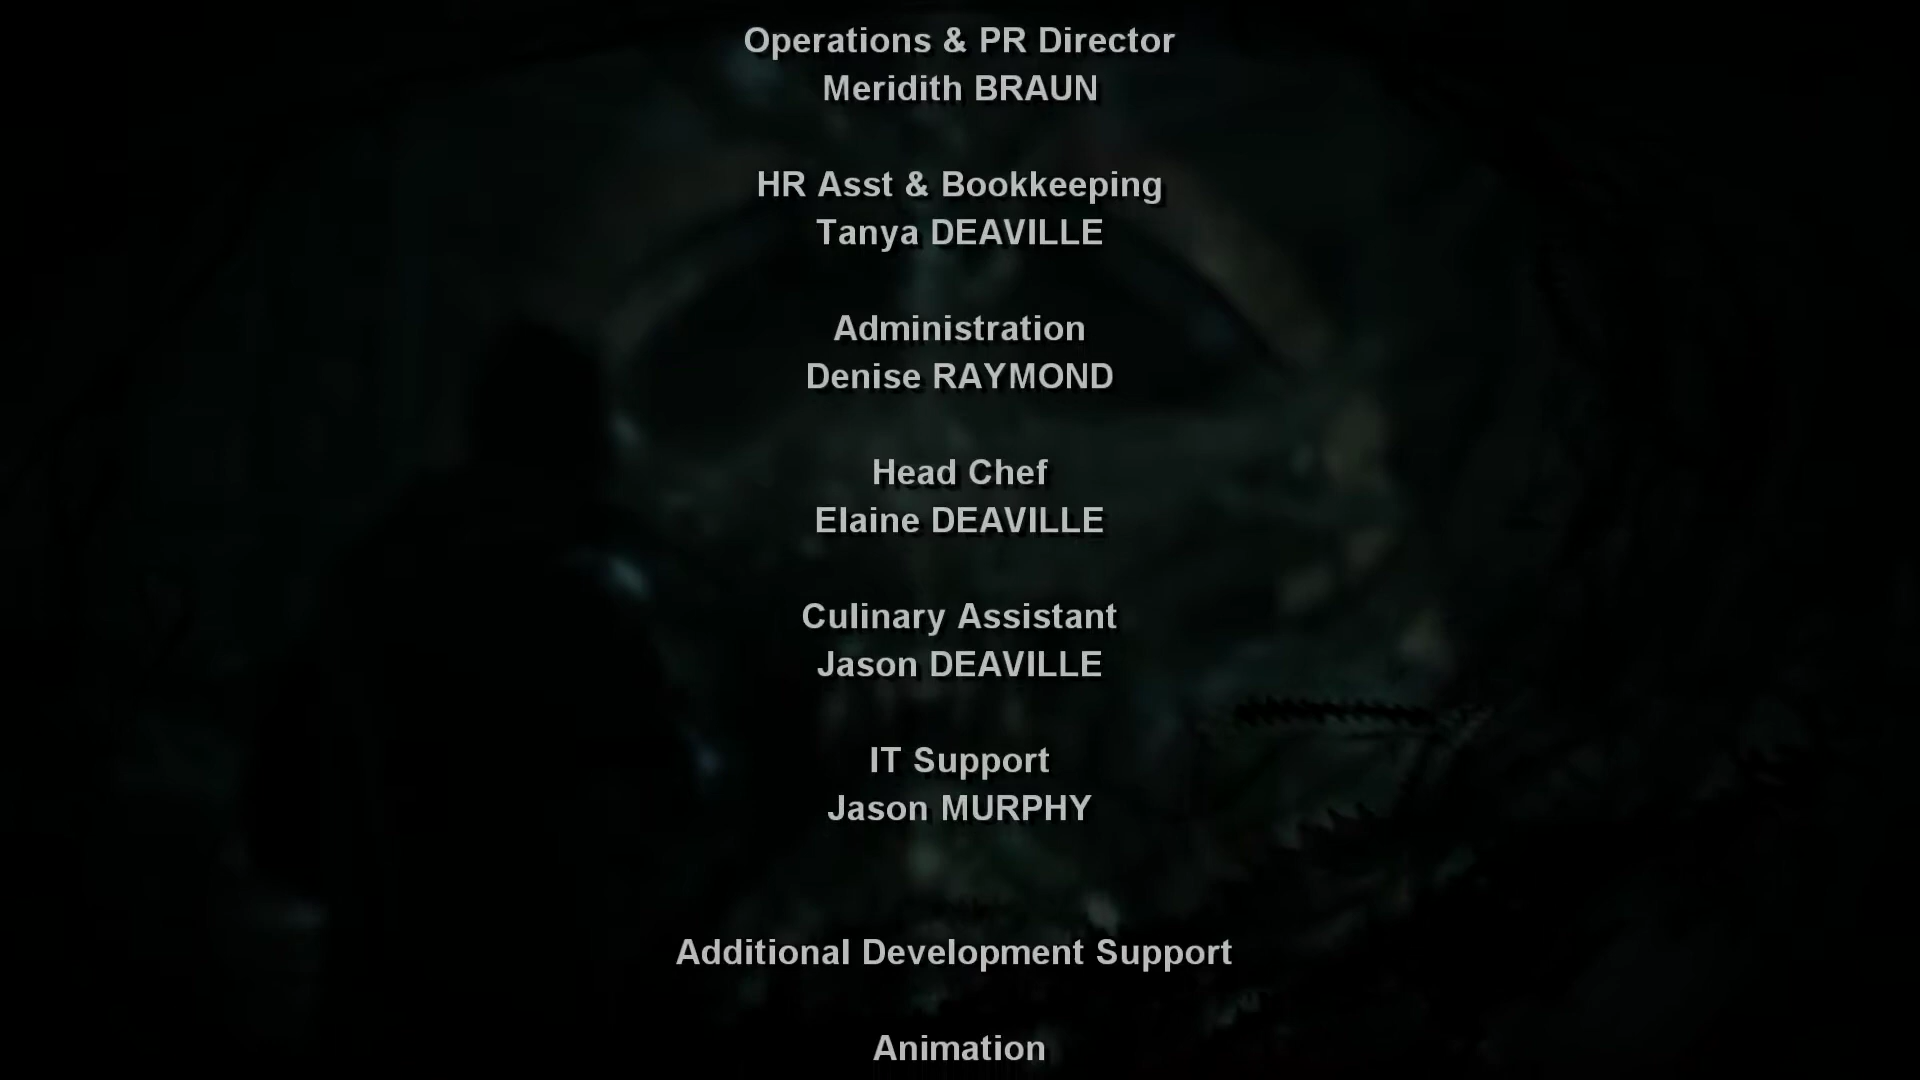 Operations & PR Director
Meridith BRAUN
HR Asst & Bookkeeping
Tanya DEAVILLE
Administration
Denise RAYMOND
Head Chef
Elaine DEAVILLE
Culinary Assistant
Jason DEAVILLE
IT Support
Jason MURPHY
Additional Development Support
Animation